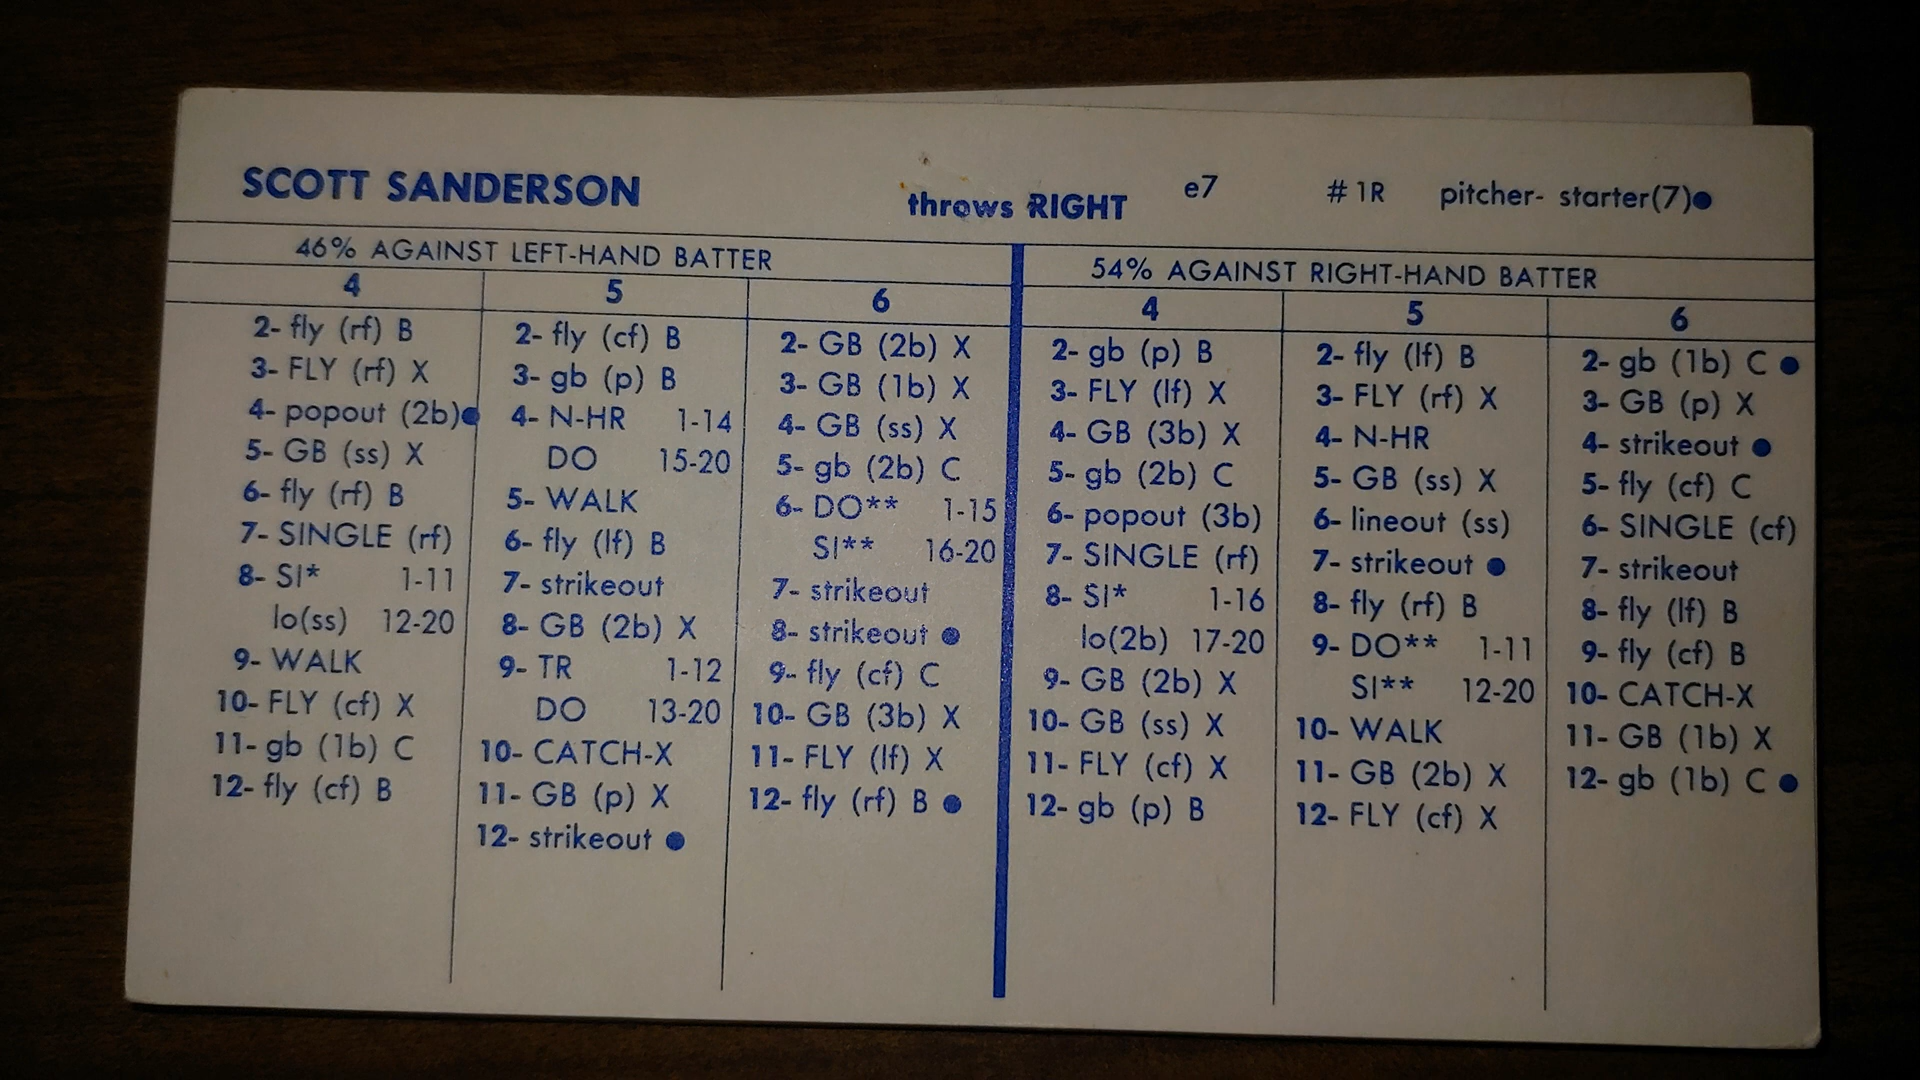 SCOTT SANDERSON throws RIGHT e7 #1R pitcher- starter(7)●
46% AGAINST LEFT-HAND BATTER
4
2- fly (rf) B
3- FLY (rf) X
4- popout (2b)●
5- GB (ss) X
6- fly (rf) B
7- SINGLE (rf)
8- SI* 1-11
lo(ss) 12-20
9- WALK
10- FLY (cf) X
11- gb (1b) C
12- fly (cf) B
5
2- fly (cf) B
3- gb (p) B
4- N-HR 1-14
DO 15-20
5- WALK
6- fly (lf) B
7- strikeout
8- GB (2b) X
9- TR 1-12
DO 13-20
10- CATCH-X
11- GB (p) X
12- strikeout ●
6
2- GB (2b) X
3- GB (1b) X
4- GB (ss) X
5- gb (2b) C
6- DO** 1-15
SI** 16-20
7- strikeout
8- strikeout ●
9- fly (cf) C
10- GB (3b) X
11- FLY (lf) X
12- fly (rf) B ●
54% AGAINST RIGHT-HAND BATTER
4
2- gb (p) B
3- FLY (lf) X
4- GB (3b) X
5- gb (2b) C
6- popout (3b)
7- SINGLE (rf)
8- SI* 1-16
lo(2b) 17-20
9- GB (2b) X
10- GB (ss) X
11- FLY (cf) X
12- gb (p) B
5
2- fly (lf) B
3- FLY (rf) X
4- N-HR
5- GB (ss) X
6- lineout (ss)
7- strikeout ●
8- fly (rf) B
9- DO** 1-11
SI** 12-20
10- WALK
11- GB (2b) X
12- FLY (cf) X
6
2- gb (1b) C ●
3- GB (p) X
4- strikeout ●
5- fly (cf) C
6- SINGLE (cf)
7- strikeout
8- fly (lf) B
9- fly (cf) B
10- CATCH-X
11- GB (1b) X
12- gb (1b) C ●